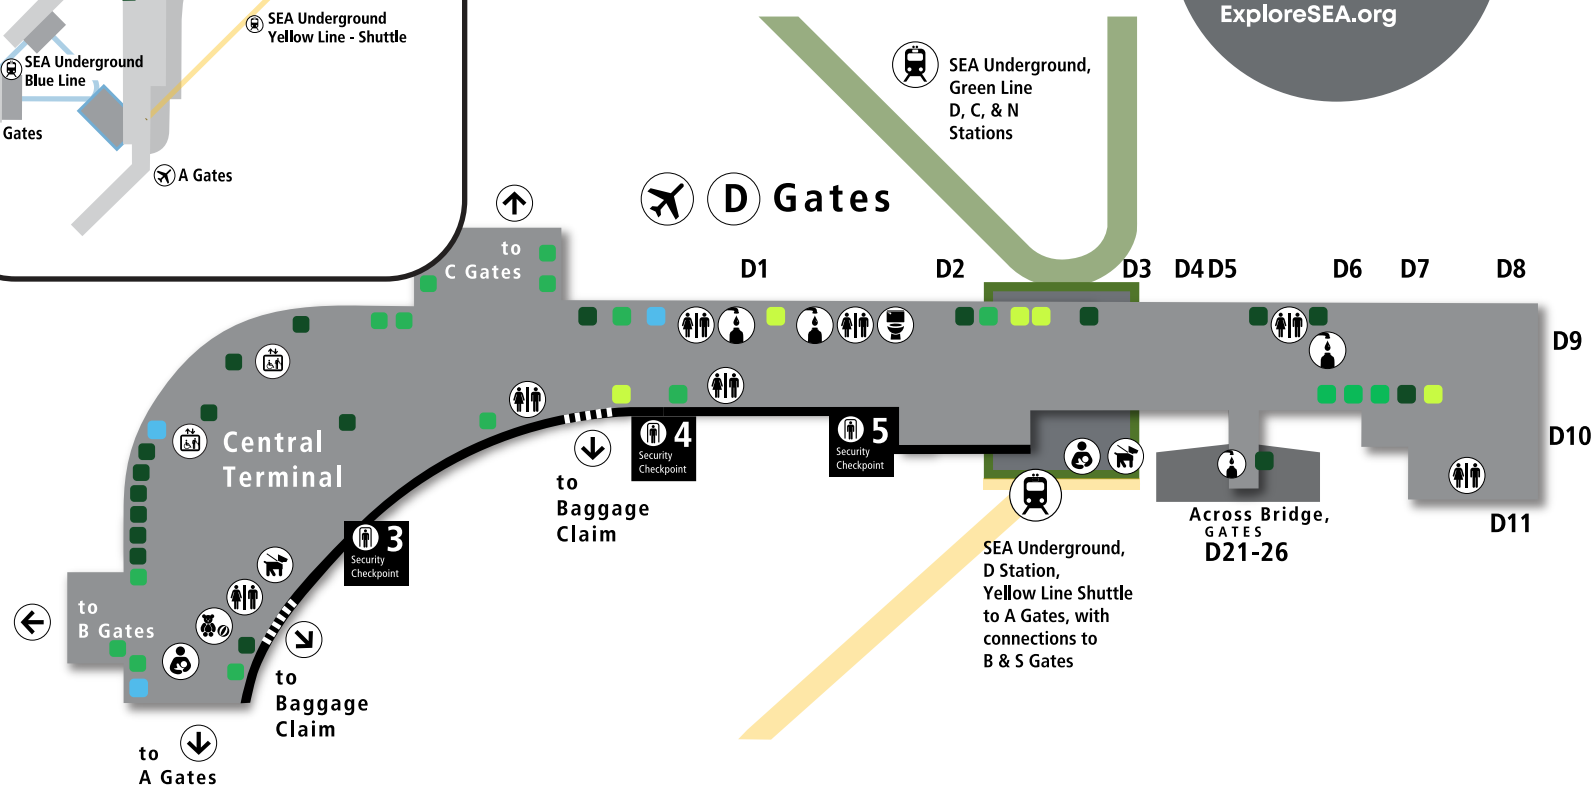 ExploreSEA.org
SEA Underground
Yellow Line - Shuttle
SEA Underground
Blue Line
Gates
A Gates
SEA Underground,
Green Line
D, C, & N
Stations
D Gates
to
C Gates
D1
D2
D3
D4
D5
D6
D7
D8
D9
D10
D11
Central
Terminal
4
Security
Checkpoint
5
Security
Checkpoint
to
Baggage
Claim
3
Security
Checkpoint
Across Bridge,
GATES
D21-26
SEA Underground,
D Station,
Yellow Line Shuttle
to A Gates, with
connections to
B & S Gates
to
B Gates
to
Baggage
Claim
to
A Gates